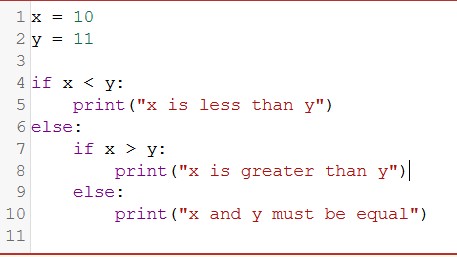 1 x = 10
2 y = 11
3
4 if x < y:
5     print("x is less than y")
6 else:
7     if x > y:
8         print("x is greater than y")
9     else:
10         print("x and y must be equal")
11